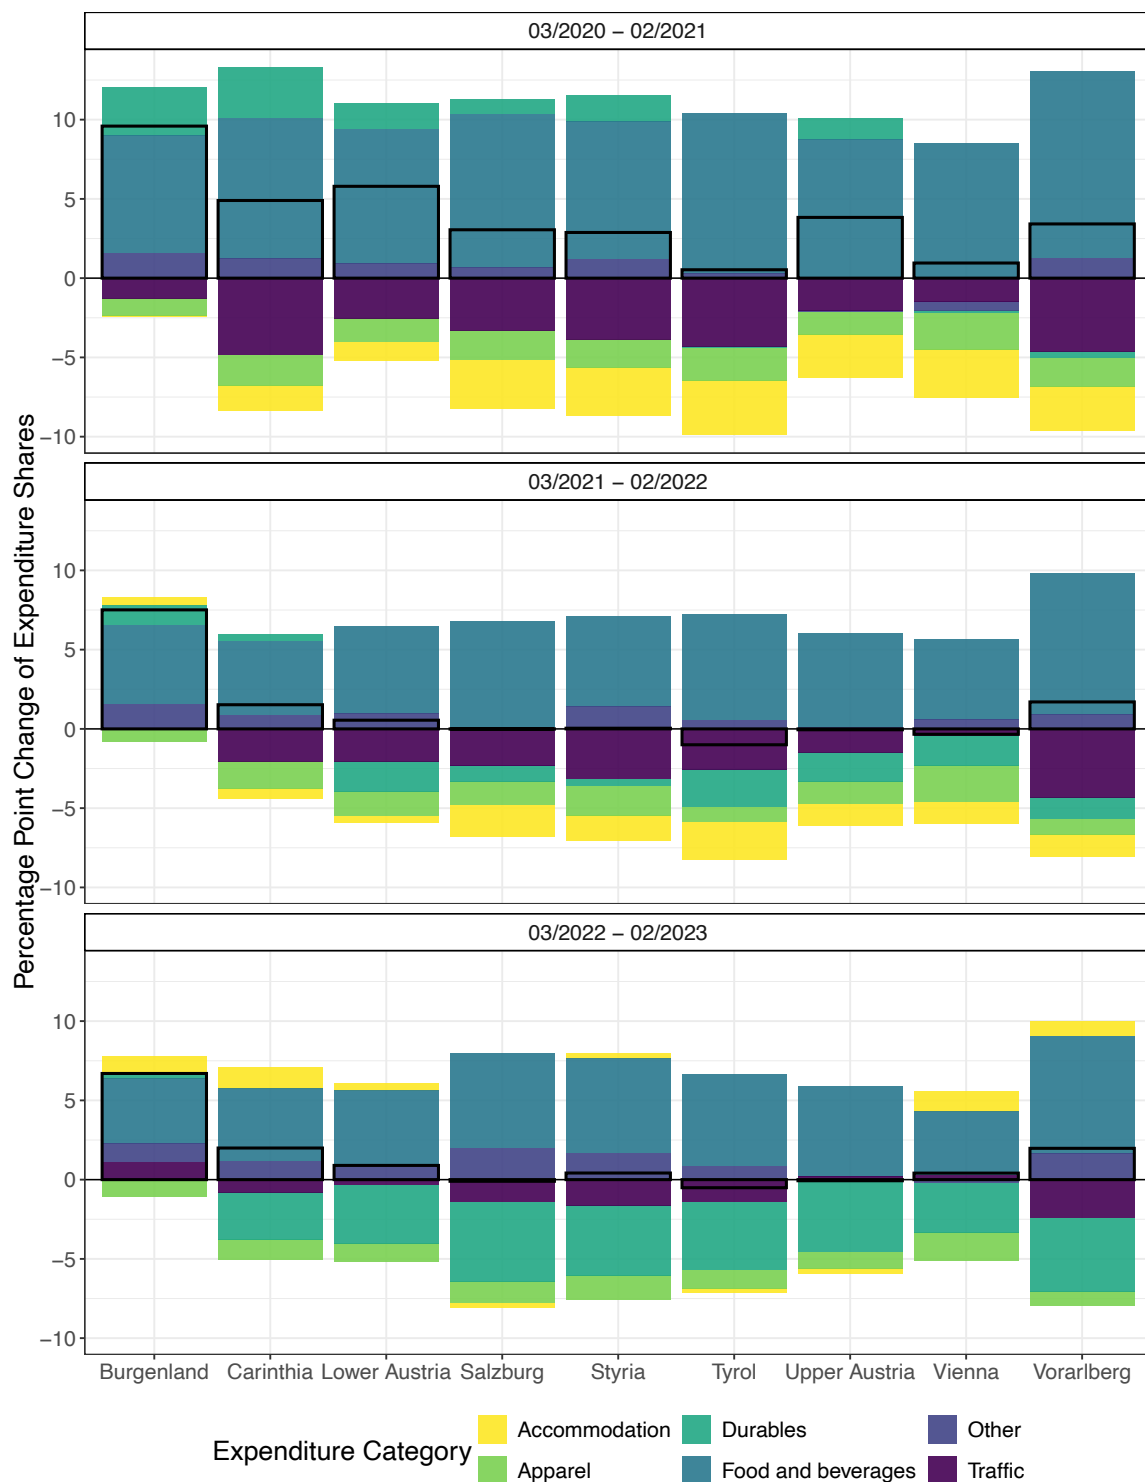 03/2020 – 02/2021
10
5
0
−5
−10
03/2021 – 02/2022
10
5
0
−5
−10
03/2022 – 02/2023
10
5
0
−5
−10
Percentage Point Change of Expenditure Shares
Burgenland Carinthia Lower Austria Salzburg Styria Tyrol Upper Austria Vienna Vorarlberg
Expenditure Category
Accommodation Durables Other
Apparel Food and beverages Traffic